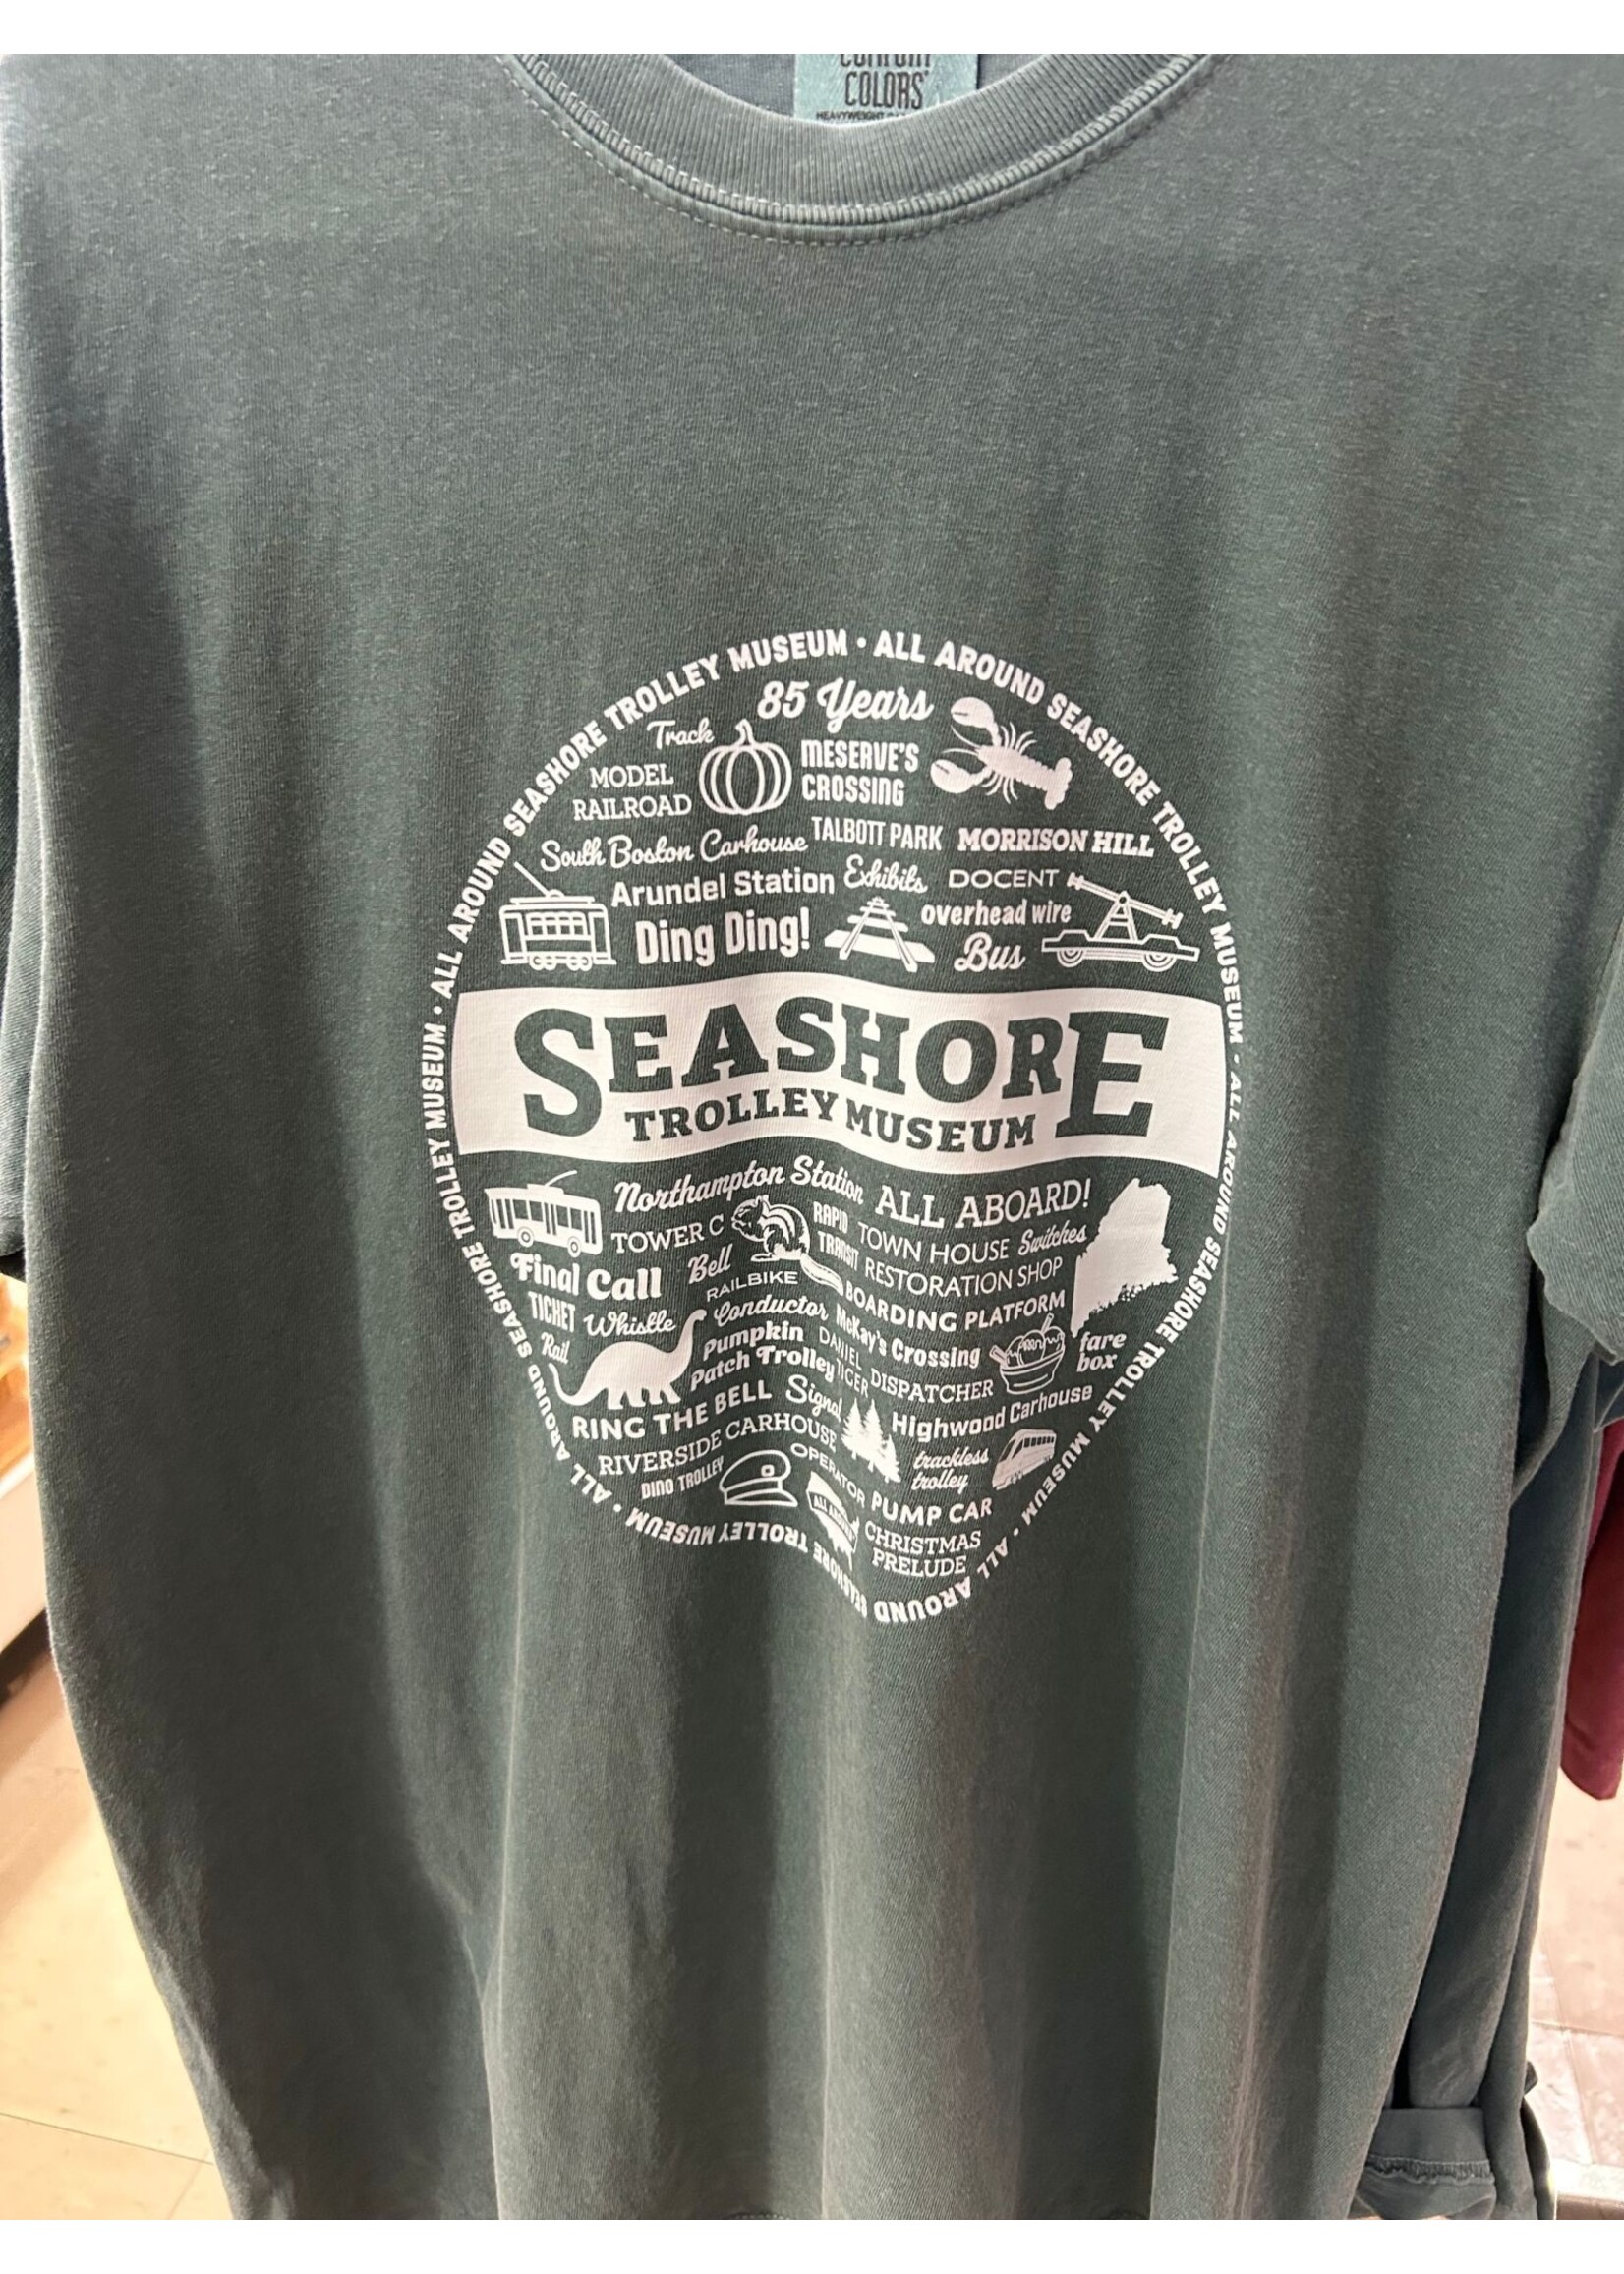 COMFORT
COLORS
HEAVYWEIGHT
ALL AROUND SEASHORE TROLLEY MUSEUM • ALL AROUND SEASHORE TROLLEY MUSEUM • ALL AROUND SEASHORE TROLLEY MUSEUM • ALL AROUND SEASHORE TROLLEY MUSEUM • ALL AROUND SEASHORE TROLLEY MUSEUM •
85 Years
Track
MODEL
RAILROAD
MESERVE'S
CROSSING
South Boston Carhouse
TALBOTT PARK
MORRISON HILL
Arundel Station
Exhibits
DOCENT
Ding Ding!
overhead wire
Bus
SEASHORE
TROLLEY MUSEUM
Northampton Station
ALL ABOARD!
TOWER C
RAPID
TRANSIT
TOWN HOUSE
Switches
Final Call
Bell
RESTORATION SHOP
RAILBIKE
TICKET
Whistle
Conductor
BOARDING PLATFORM
Rail
Pumpkin
Patch Trolley
DANIEL
TIGER
McKay's Crossing
fare
box
DISPATCHER
RING THE BELL
Signal
Highwood Carhouse
RIVERSIDE CARHOUSE
trackless
trolley
DINO TROLLEY
OPERATOR
ALL AROUND
PUMP CAR
CHRISTMAS
PRELUDE